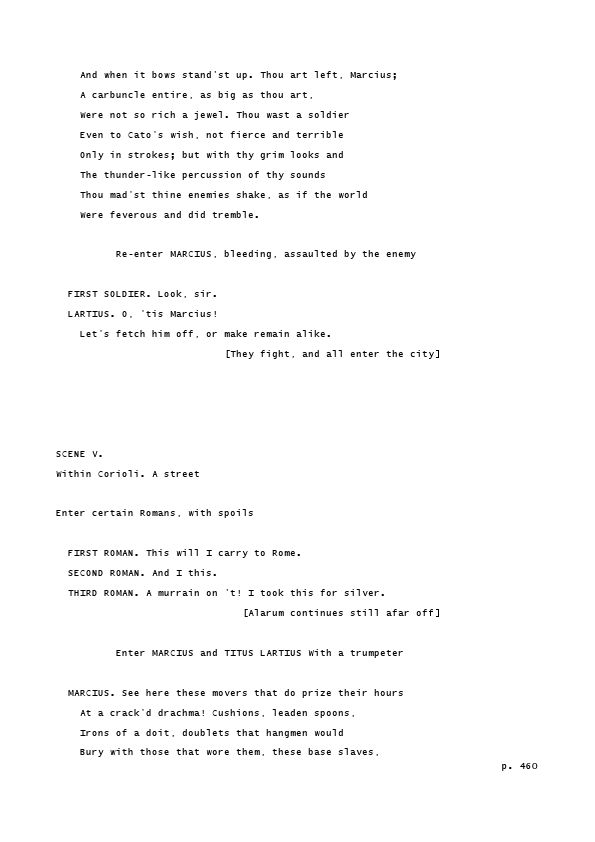 And when it bows stand'st up. Thou art left, Marcius;
A carbuncle entire, as big as thou art,
Were not so rich a jewel. Thou wast a soldier
Even to Cato's wish, not fierce and terrible
Only in strokes; but with thy grim looks and
The thunder-like percussion of thy sounds
Thou mad'st thine enemies shake, as if the world
Were feverous and did tremble.
Re-enter MARCIUS, bleeding, assaulted by the enemy
FIRST SOLDIER. Look, sir.
LARTIUS. O, 'tis Marcius!
Let's fetch him off, or make remain alike.
[They fight, and all enter the city]
SCENE V.
Within Corioli. A street
Enter certain Romans, with spoils
FIRST ROMAN. This will I carry to Rome.
SECOND ROMAN. And I this.
THIRD ROMAN. A murrain on 't! I took this for silver.
[Alarum continues still afar off]
Enter MARCIUS and TITUS LARTIUS With a trumpeter
MARCIUS. See here these movers that do prize their hours
At a crack'd drachma! Cushions, leaden spoons,
Irons of a doit, doublets that hangmen would
Bury with those that wore them, these base slaves,
p. 460